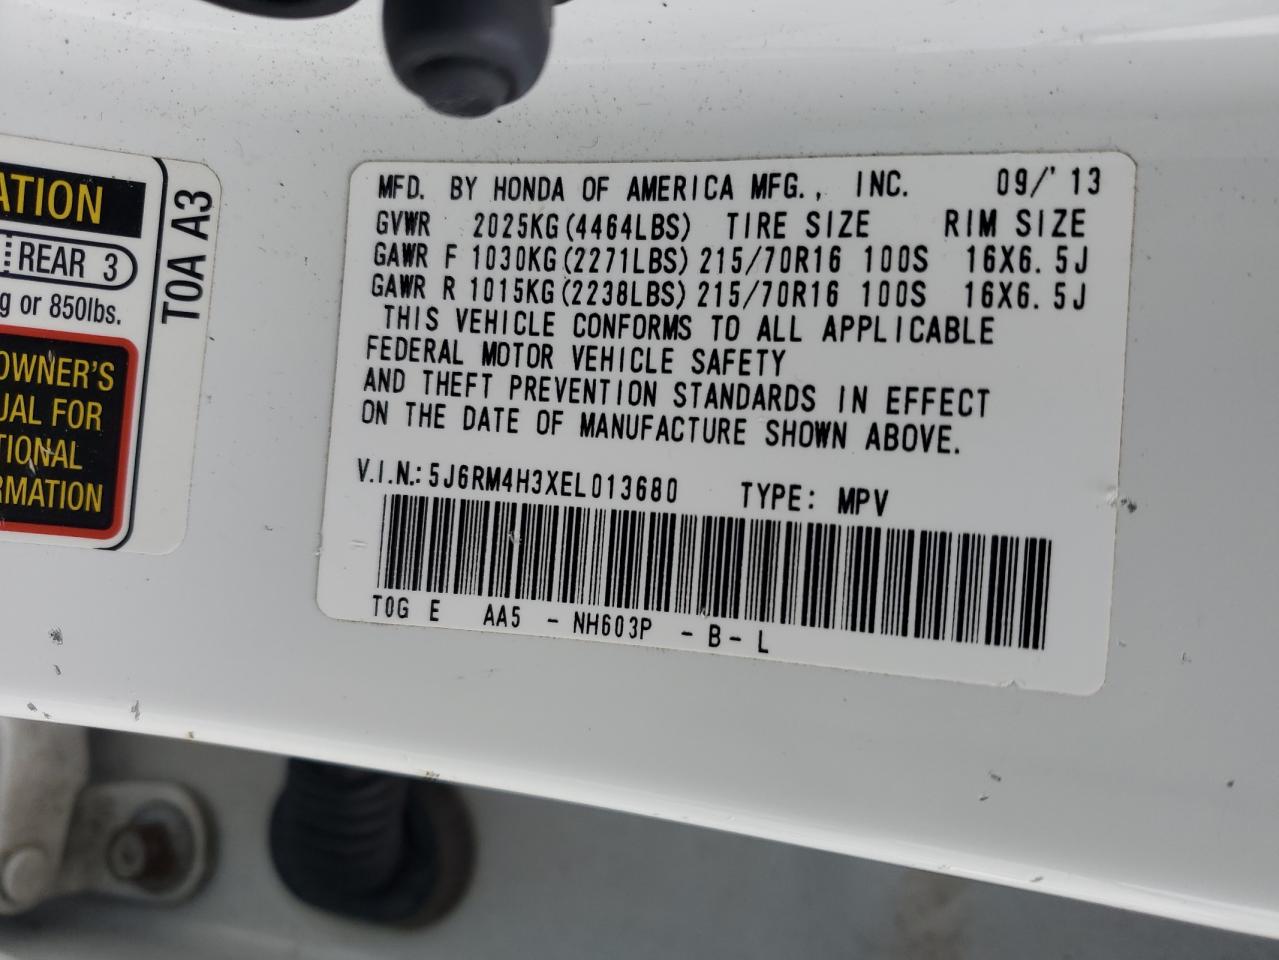 ATION
REAR 3
g or 850lbs.
OWNER'S
UAL FOR
TIONAL
RMATION
T0A A3
MFD. BY HONDA OF AMERICA MFG., INC. 09/'13
GVWR 2025KG(4464LBS) TIRE SIZE RIM SIZE
GAWR F 1030KG(2271LBS) 215/70R16 100S 16X6.5J
GAWR R 1015KG(2238LBS) 215/70R16 100S 16X6.5J
THIS VEHICLE CONFORMS TO ALL APPLICABLE
FEDERAL MOTOR VEHICLE SAFETY
AND THEFT PREVENTION STANDARDS IN EFFECT
ON THE DATE OF MANUFACTURE SHOWN ABOVE.
V.I.N.: 5J6RM4H3XEL013680 TYPE: MPV
T0G E AA5 - NH603P - B - L